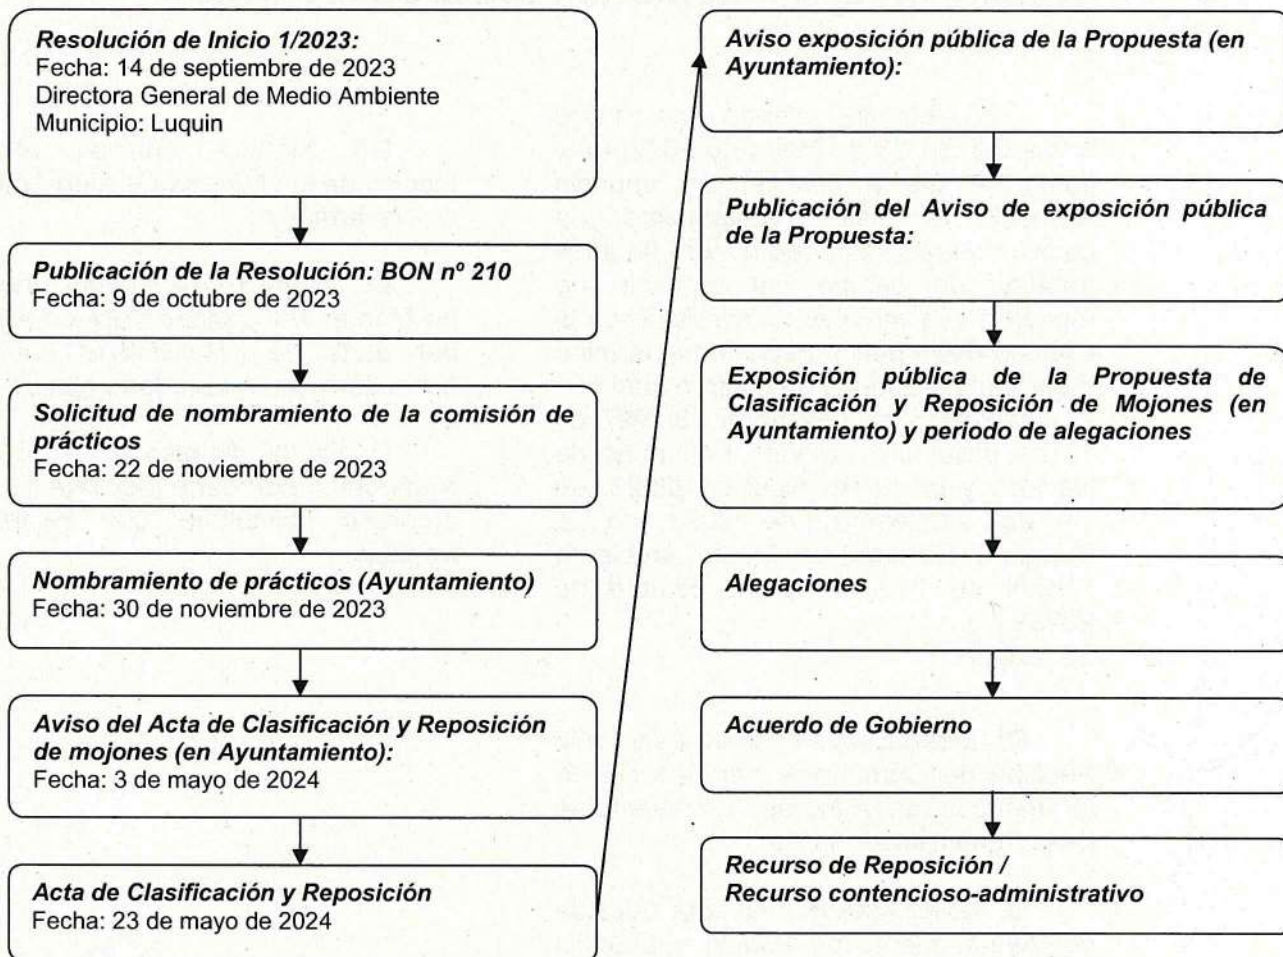 Resolución de Inicio 1/2023:
Fecha: 14 de septiembre de 2023
Directora General de Medio Ambiente
Municipio: Luquin
Publicación de la Resolución: BON nº 210
Fecha: 9 de octubre de 2023
Solicitud de nombramiento de la comisión de
prácticos
Fecha: 22 de noviembre de 2023
Nombramiento de prácticos (Ayuntamiento)
Fecha: 30 de noviembre de 2023
Aviso del Acta de Clasificación y Reposición
de mojones (en Ayuntamiento):
Fecha: 3 de mayo de 2024
Acta de Clasificación y Reposición
Fecha: 23 de mayo de 2024
Aviso exposición pública de la Propuesta (en
Ayuntamiento):
Publicación del Aviso de exposición pública
de la Propuesta:
Exposición pública de la Propuesta de
Clasificación y Reposición de Mojones (en
Ayuntamiento) y periodo de alegaciones
Alegaciones
Acuerdo de Gobierno
Recurso de Reposición /
Recurso contencioso-administrativo